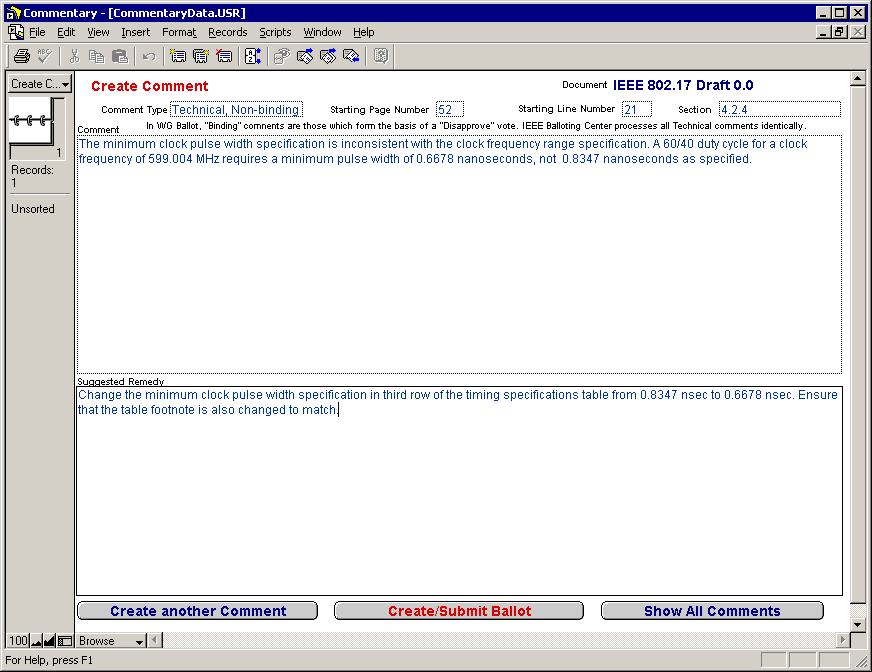 Commentary - [CommentaryData.USR]
File Edit View Insert Format Records Scripts Window Help
Create C...
Create Comment
Document IEEE 802.17 Draft 0.0
Comment Type Technical, Non-binding Starting Page Number 52 Starting Line Number 21 Section 4.2.4
In WG Ballot, "Binding" comments are those which form the basis of a "Disapprove" vote. IEEE Balloting Center processes all Technical comments identically.
Comment
The minimum clock pulse width specification is inconsistent with the clock frequency range specification. A 60/40 duty cycle for a clock
frequency of 599.004 MHz requires a minimum pulse width of 0.6678 nanoseconds, not 0.8347 nanoseconds as specified.
1
Records:
1
Unsorted
Suggested Remedy
Change the minimum clock pulse width specification in third row of the timing specifications table from 0.8347 nsec to 0.6678 nsec. Ensure
that the table footnote is also changed to match.
Create another Comment Create/Submit Ballot Show All Comments
100 Browse
For Help, press F1